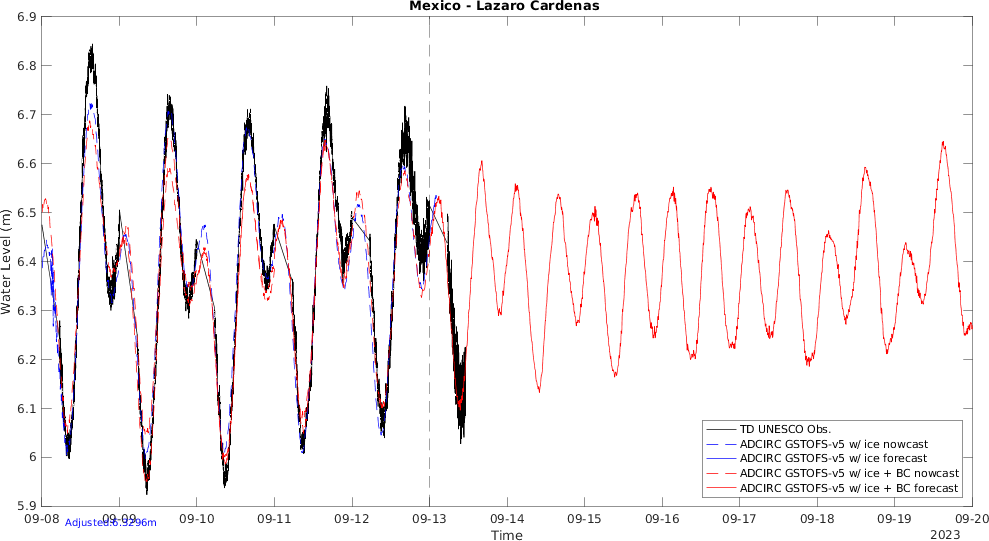 Mexico - Lazaro Cardenas
Water Level (m)
6.9
6.8
6.7
6.6
6.5
6.4
6.3
6.2
6.1
6
5.9
TD UNESCO Obs.
ADCIRC GSTOFS-v5 w/ ice nowcast
ADCIRC GSTOFS-v5 w/ ice forecast
ADCIRC GSTOFS-v5 w/ ice + BC nowcast
ADCIRC GSTOFS-v5 w/ ice + BC forecast
09-08 09-09 09-10 09-11 09-12 09-13 09-14 09-15 09-16 09-17 09-18 09-19 09-20
Adjusted:6.3296m
Time
2023